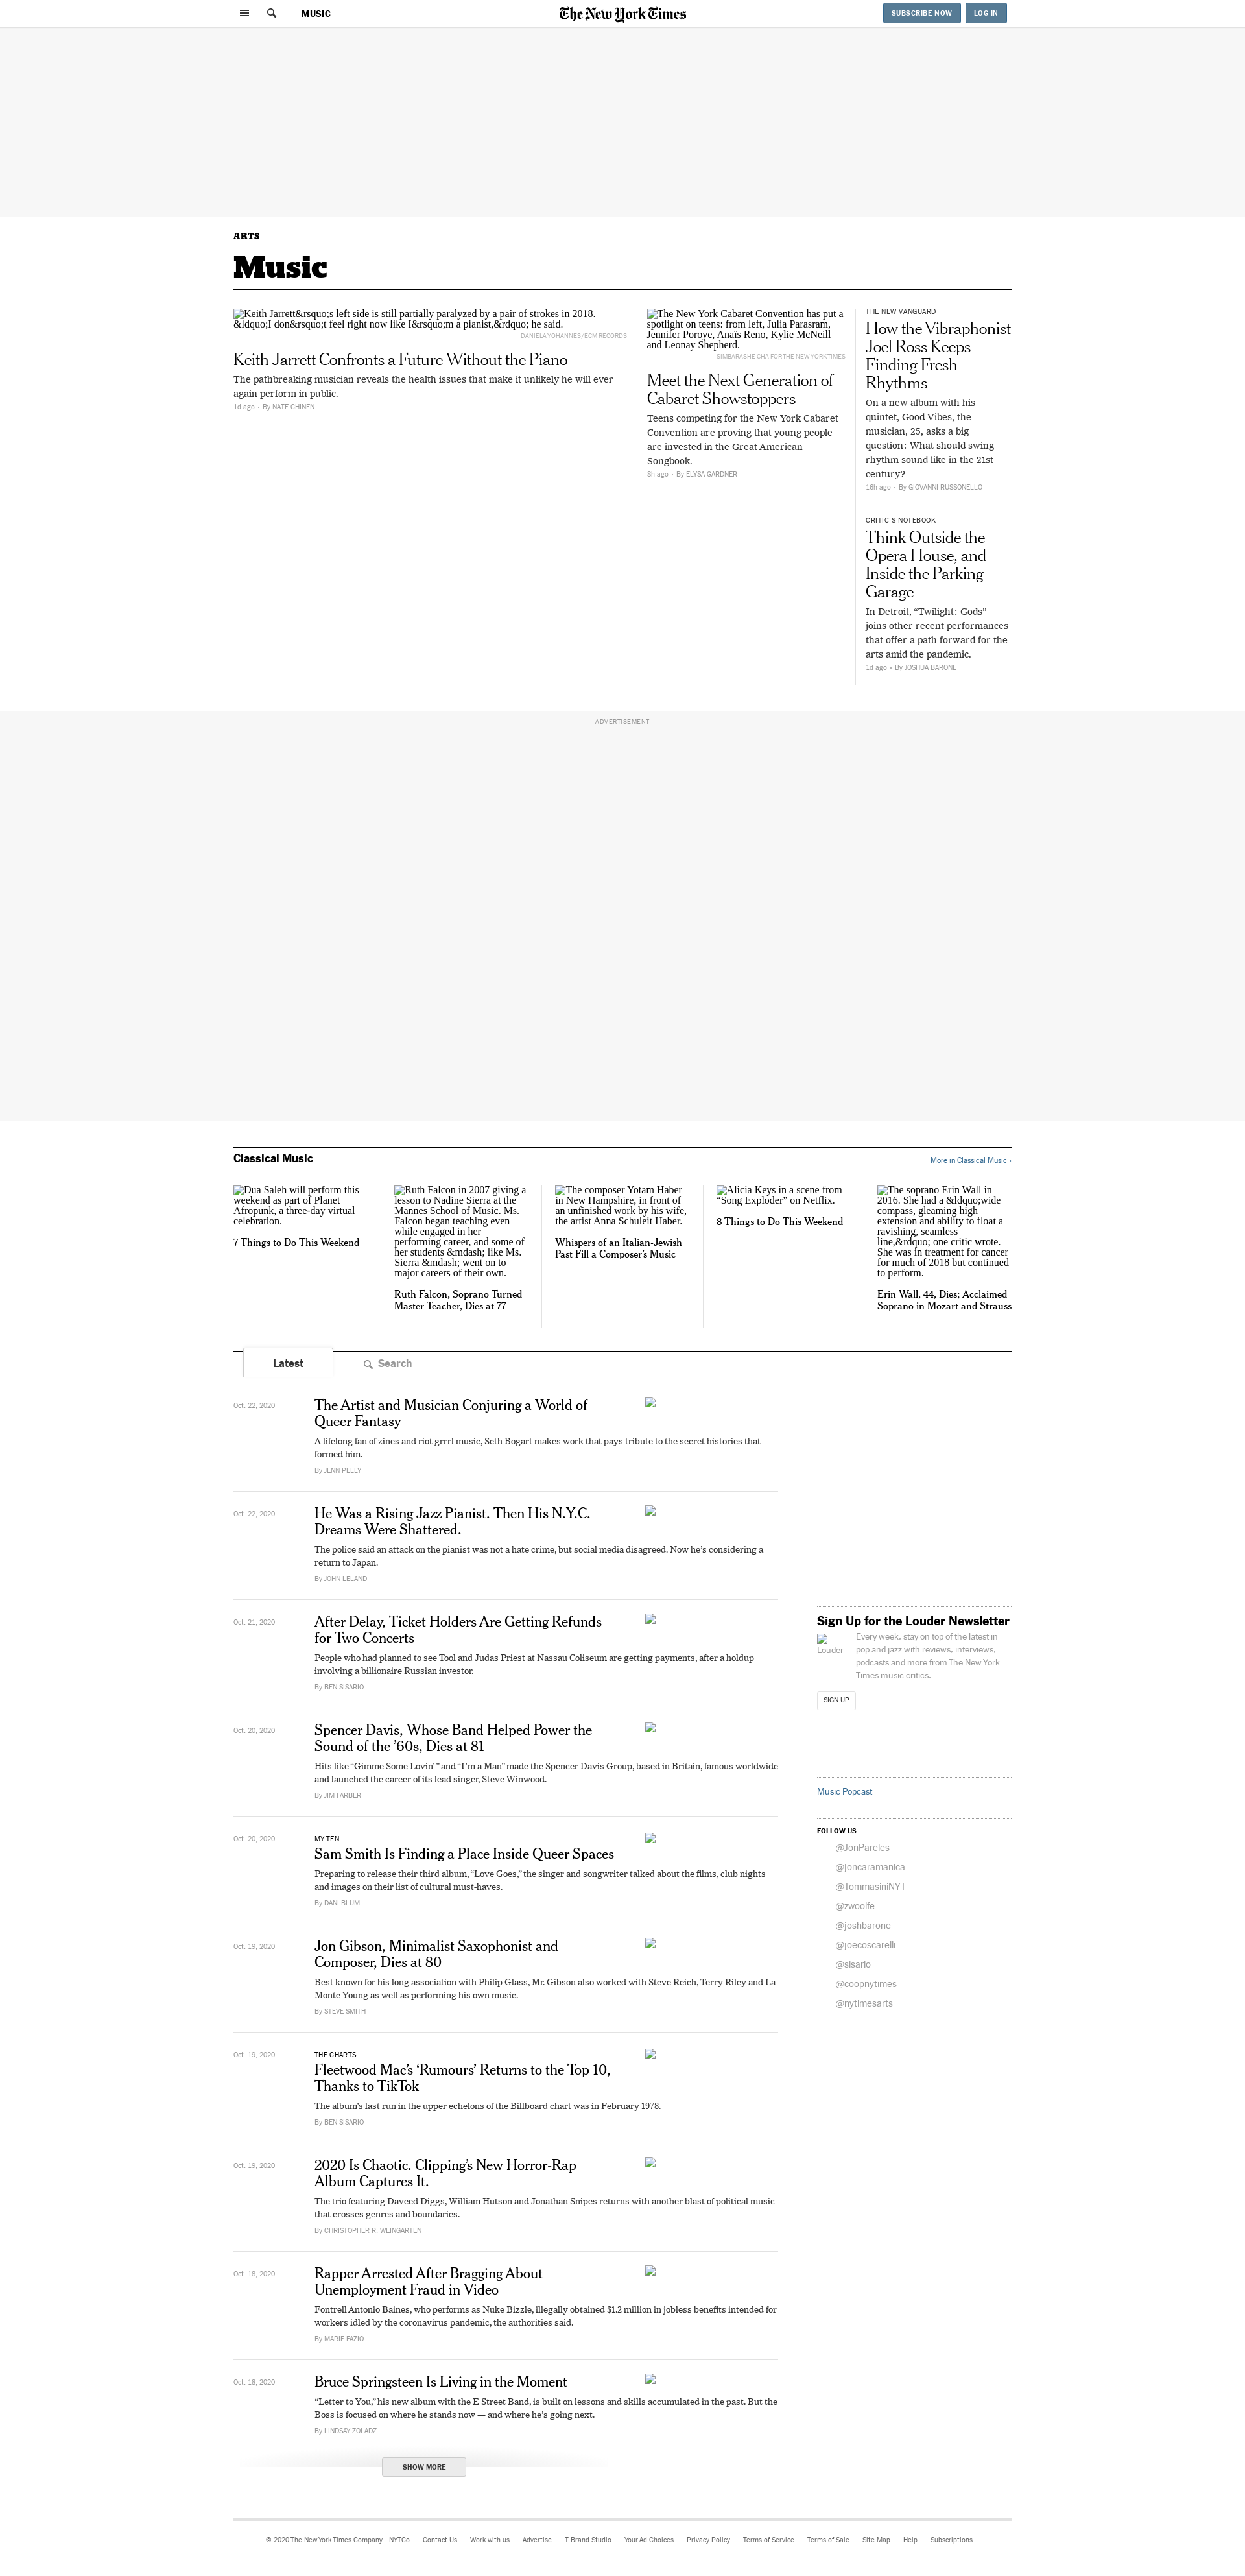 MUSIC
The New York Times
SUBSCRIBE NOW
LOG IN
ARTS
Music
Keith Jarrett&rsquo;s left side is still partially paralyzed by a pair of strokes in 2018.
&ldquo;I don&rsquo;t feel right now like I&rsquo;m a pianist,&rdquo; he said.
DANIELA YOHANNES/ECM RECORDS
Keith Jarrett Confronts a Future Without the Piano
The pathbreaking musician reveals the health issues that make it unlikely he will ever
again perform in public.
1d ago · By NATE CHINEN
The New York Cabaret Convention has put a
spotlight on teens: from left, Julia Parasram,
Jennifer Poroye, Anaïs Reno, Kylie McNeill
and Leonay Shepherd.
SIMBARASHE CHA FOR THE NEW YORK TIMES
Meet the Next Generation of
Cabaret Showstoppers
Teens competing for the New York Cabaret
Convention are proving that young people
are invested in the Great American
Songbook.
8h ago · By ELYSA GARDNER
THE NEW VANGUARD
How the Vibraphonist
Joel Ross Keeps
Finding Fresh
Rhythms
On a new album with his
quintet, Good Vibes, the
musician, 25, asks a big
question: What should swing
rhythm sound like in the 21st
century?
16h ago · By GIOVANNI RUSSONELLO
CRITIC'S NOTEBOOK
Think Outside the
Opera House, and
Inside the Parking
Garage
In Detroit, “Twilight: Gods”
joins other recent performances
that offer a path forward for the
arts amid the pandemic.
1d ago · By JOSHUA BARONE
ADVERTISEMENT
Classical Music
More in Classical Music ›
Dua Saleh will perform this
weekend as part of Planet
Afropunk, a three-day virtual
celebration.
7 Things to Do This Weekend
Ruth Falcon in 2007 giving a
lesson to Nadine Sierra at the
Mannes School of Music. Ms.
Falcon began teaching even
while engaged in her
performing career, and some of
her students &mdash; like Ms.
Sierra &mdash; went on to
major careers of their own.
Ruth Falcon, Soprano Turned
Master Teacher, Dies at 77
The composer Yotam Haber
in New Hampshire, in front of
an unfinished work by his wife,
the artist Anna Schuleit Haber.
Whispers of an Italian-Jewish
Past Fill a Composer’s Music
Alicia Keys in a scene from
“Song Exploder” on Netflix.
8 Things to Do This Weekend
The soprano Erin Wall in
2016. She had a &ldquo;wide
compass, gleaming high
extension and ability to float a
ravishing, seamless
line,&rdquo; one critic wrote.
She was in treatment for cancer
for much of 2018 but continued
to perform.
Erin Wall, 44, Dies; Acclaimed
Soprano in Mozart and Strauss
Latest
Search
Oct. 22, 2020
The Artist and Musician Conjuring a World of
Queer Fantasy
A lifelong fan of zines and riot grrrl music, Seth Bogart makes work that pays tribute to the secret histories that
formed him.
By JENN PELLY
Oct. 22, 2020
He Was a Rising Jazz Pianist. Then His N.Y.C.
Dreams Were Shattered.
The police said an attack on the pianist was not a hate crime, but social media disagreed. Now he’s considering a
return to Japan.
By JOHN LELAND
Oct. 21, 2020
After Delay, Ticket Holders Are Getting Refunds
for Two Concerts
People who had planned to see Tool and Judas Priest at Nassau Coliseum are getting payments, after a holdup
involving a billionaire Russian investor.
By BEN SISARIO
Oct. 20, 2020
Spencer Davis, Whose Band Helped Power the
Sound of the ’60s, Dies at 81
Hits like “Gimme Some Lovin’” and “I’m a Man” made the Spencer Davis Group, based in Britain, famous worldwide
and launched the career of its lead singer, Steve Winwood.
By JIM FARBER
Oct. 20, 2020
MY TEN
Sam Smith Is Finding a Place Inside Queer Spaces
Preparing to release their third album, “Love Goes,” the singer and songwriter talked about the films, club nights
and images on their list of cultural must-haves.
By DANI BLUM
Oct. 19, 2020
Jon Gibson, Minimalist Saxophonist and
Composer, Dies at 80
Best known for his long association with Philip Glass, Mr. Gibson also worked with Steve Reich, Terry Riley and La
Monte Young as well as performing his own music.
By STEVE SMITH
Oct. 19, 2020
THE CHARTS
Fleetwood Mac’s ‘Rumours’ Returns to the Top 10,
Thanks to TikTok
The album’s last run in the upper echelons of the Billboard chart was in February 1978.
By BEN SISARIO
Oct. 19, 2020
2020 Is Chaotic. Clipping’s New Horror-Rap
Album Captures It.
The trio featuring Daveed Diggs, William Hutson and Jonathan Snipes returns with another blast of political music
that crosses genres and boundaries.
By CHRISTOPHER R. WEINGARTEN
Oct. 18, 2020
Rapper Arrested After Bragging About
Unemployment Fraud in Video
Fontrell Antonio Baines, who performs as Nuke Bizzle, illegally obtained $1.2 million in jobless benefits intended for
workers idled by the coronavirus pandemic, the authorities said.
By MARIE FAZIO
Oct. 18, 2020
Bruce Springsteen Is Living in the Moment
“Letter to You,” his new album with the E Street Band, is built on lessons and skills accumulated in the past. But the
Boss is focused on where he stands now — and where he’s going next.
By LINDSAY ZOLADZ
SHOW MORE
Sign Up for the Louder Newsletter
Louder
Every week, stay on top of the latest in
pop and jazz with reviews, interviews,
podcasts and more from The New York
Times music critics.
SIGN UP
Music Popcast
FOLLOW US
@JonPareles
@joncaramanica
@TommasiniNYT
@zwoolfe
@joshbarone
@joecoscarelli
@sisario
@coopnytimes
@nytimesarts
© 2020 The New York Times Company NYTCo Contact Us Work with us Advertise T Brand Studio Your Ad Choices Privacy Policy Terms of Service Terms of Sale Site Map Help Subscriptions